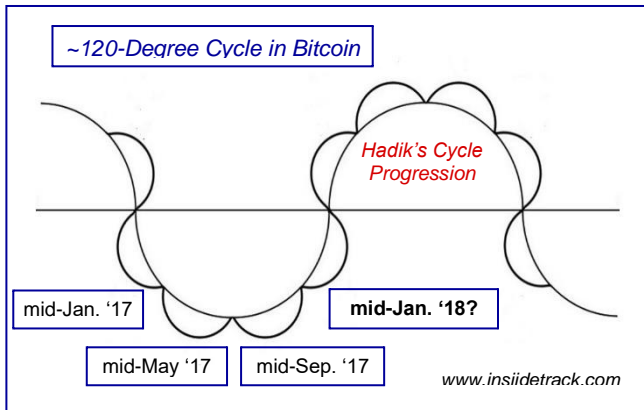 ~120-Degree Cycle in Bitcoin
Hadik's Cycle
Progression
mid-Jan. '17
mid-Jan. '18?
mid-May '17
mid-Sep. '17
www.insiidetrack.com